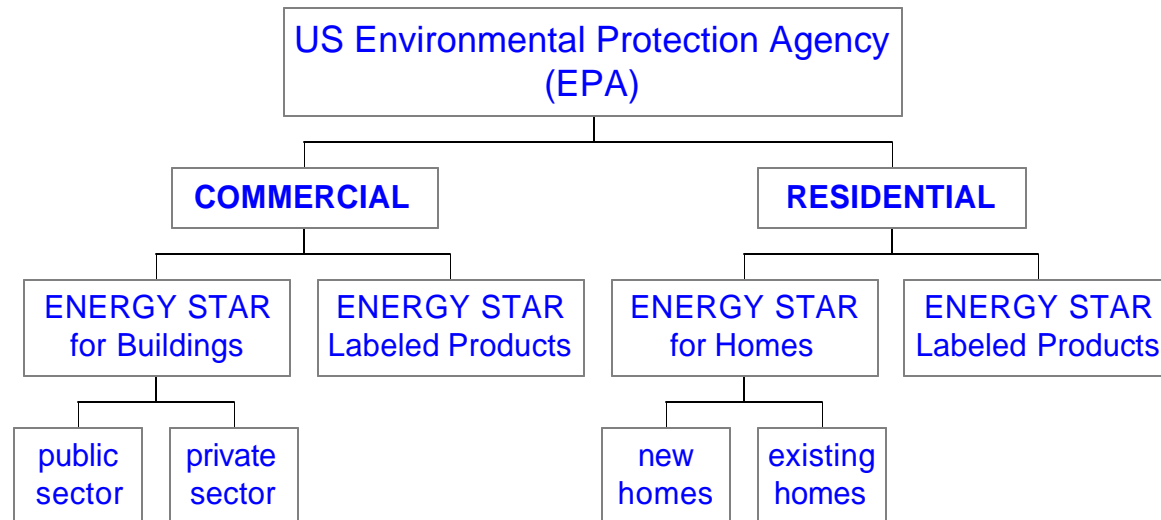 US Environmental Protection Agency
(EPA)
COMMERCIAL
RESIDENTIAL
ENERGY STAR
for Buildings
ENERGY STAR
Labeled Products
ENERGY STAR
for Homes
ENERGY STAR
Labeled Products
public
sector
private
sector
new
homes
existing
homes